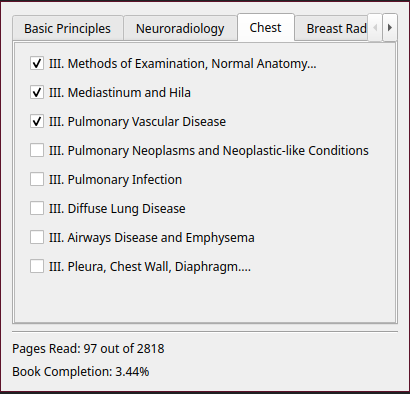 Basic Principles Neuroradiology Chest Breast Rad
III. Methods of Examination, Normal Anatomy...
III. Mediastinum and Hila
III. Pulmonary Vascular Disease
III. Pulmonary Neoplasms and Neoplastic-like Conditions
III. Pulmonary Infection
III. Diffuse Lung Disease
III. Airways Disease and Emphysema
III. Pleura, Chest Wall, Diaphragm....
Pages Read: 97 out of 2818
Book Completion: 3.44%